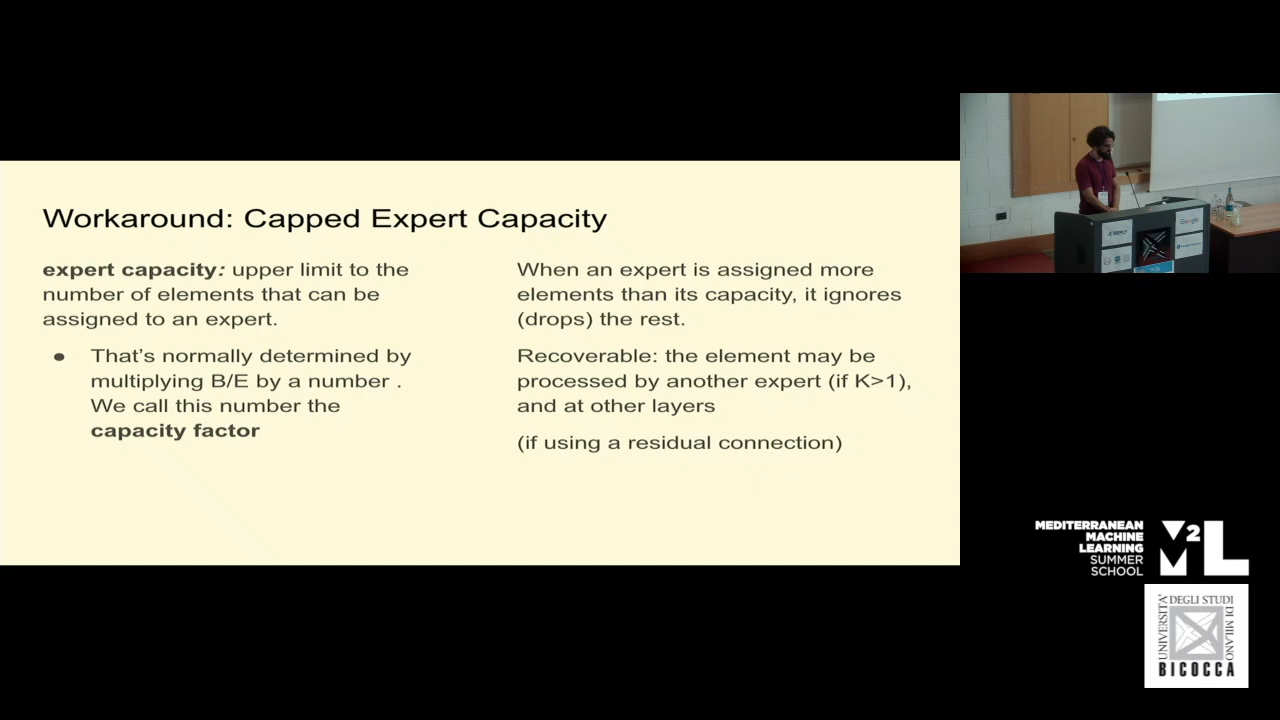 Workaround: Capped Expert Capacity
expert capacity: upper limit to the
number of elements that can be
assigned to an expert.
● That's normally determined by
multiplying B/E by a number .
We call this number the
capacity factor
When an expert is assigned more
elements than its capacity, it ignores
(drops) the rest.
Recoverable: the element may be
processed by another expert (if K>1),
and at other layers
(if using a residual connection)
REPLY
Google
MEDITERRANEAN
MACHINE
LEARNING
SUMMER
SCHOOL
M2L
UNIVERSITA'
DEGLI STUDI
DI MILANO
BICOCCA